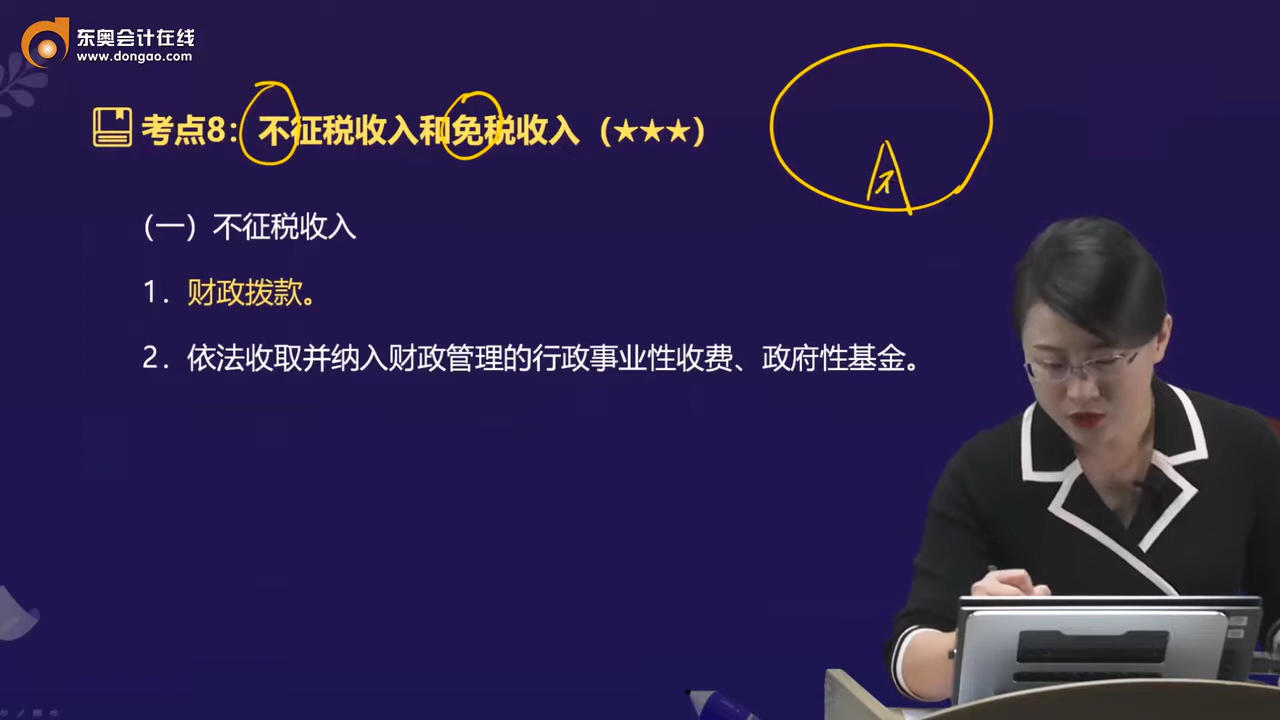 东奥会计在线
www.dongao.com
考点8：不征税收入和免税收入（★★★）
不
（一）不征税收入
1．财政拨款。
2．依法收取并纳入财政管理的行政事业性收费、政府性基金。